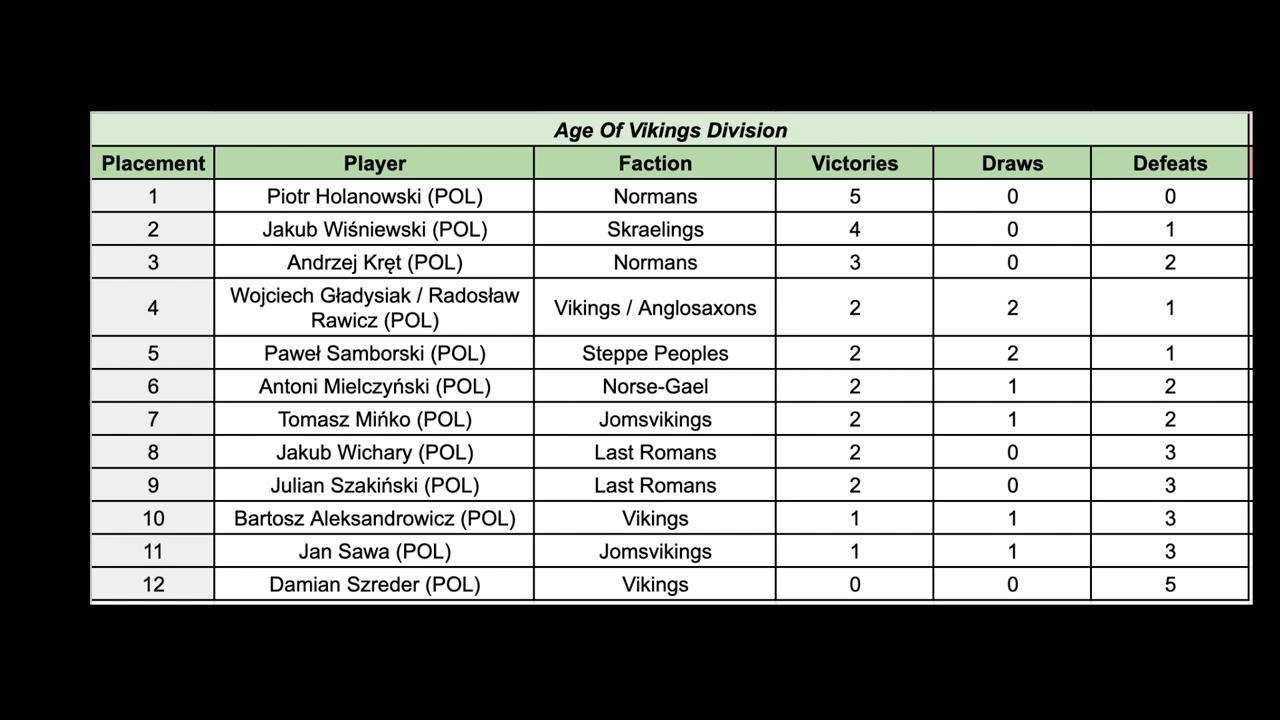 Age Of Vikings Division
Placement Player Faction Victories Draws Defeats
1 Piotr Holanowski (POL) Normans 5 0 0
2 Jakub Wiśniewski (POL) Skraelings 4 0 1
3 Andrzej Kręt (POL) Normans 3 0 2
4 Wojciech Gładysiak / Radosław
Rawicz (POL) Vikings / Anglosaxons 2 2 1
5 Paweł Samborski (POL) Steppe Peoples 2 2 1
6 Antoni Mielczyński (POL) Norse-Gael 2 1 2
7 Tomasz Mińko (POL) Jomsvikings 2 1 2
8 Jakub Wichary (POL) Last Romans 2 0 3
9 Julian Szakiński (POL) Last Romans 2 0 3
10 Bartosz Aleksandrowicz (POL) Vikings 1 1 3
11 Jan Sawa (POL) Jomsvikings 1 1 3
12 Damian Szreder (POL) Vikings 0 0 5